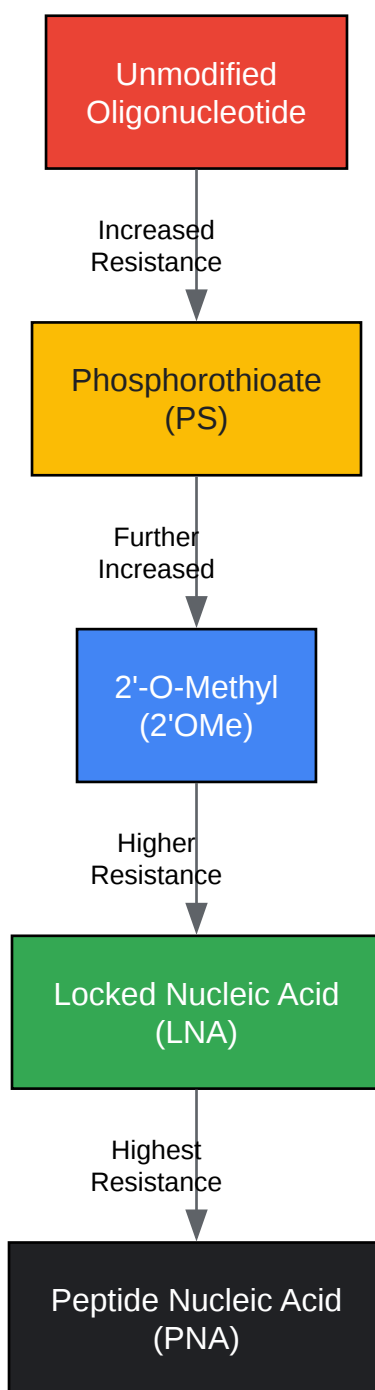 Unmodified
Oligonucleotide
Increased
Resistance
Phosphorothioate
(PS)
Further
Increased
2'-O-Methyl
(2'OMe)
Higher
Resistance
Locked Nucleic Acid
(LNA)
Highest
Resistance
Peptide Nucleic Acid
(PNA)